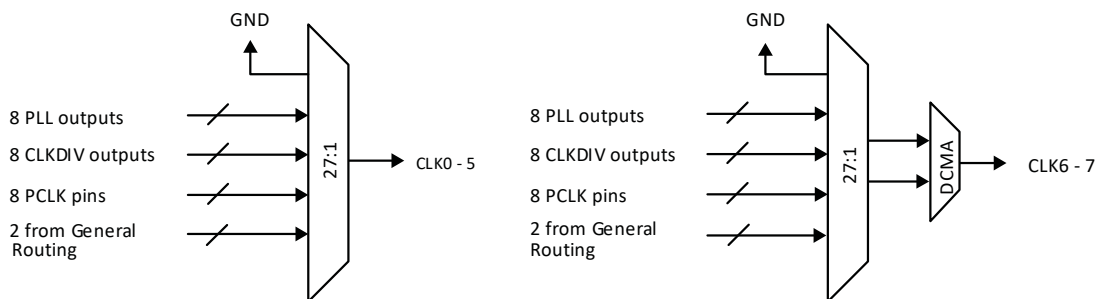 GND
8 PLL outputs
8 CLKDIV outputs
8 PCLK pins
2 from General
Routing
27:1
CLK0 - 5
GND
8 PLL outputs
8 CLKDIV outputs
8 PCLK pins
2 from General
Routing
27:1
DCMA
CLK6 - 7